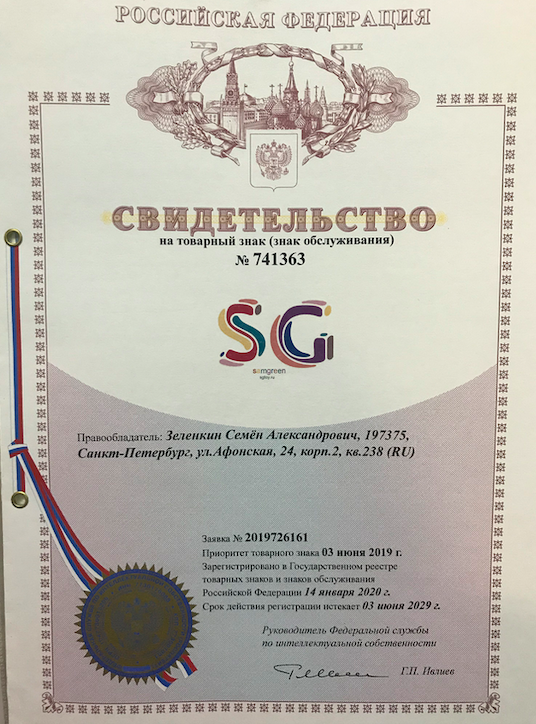 РОССИЙСКАЯ ФЕДЕРАЦИЯ
СВИДЕТЕЛЬСТВО
на товарный знак (знак обслуживания)
№ 741363
SG
semgreen
Правообладатель: Зеленкин Семён Александрович, 197375,
Санкт-Петербург, ул.Афонская, 24, корп.2, кв.238 (RU)
Заявка № 2019726161
Приоритет товарного знака 03 июня 2019 г.
Зарегистрировано в Государственном реестре
товарных знаков и знаков обслуживания
Российской Федерации 14 января 2020 г.
Срок действия регистрации истекает 03 июня 2029 г.
Руководитель Федеральной службы
по интеллектуальной собственности
Г.П. Ивлиев